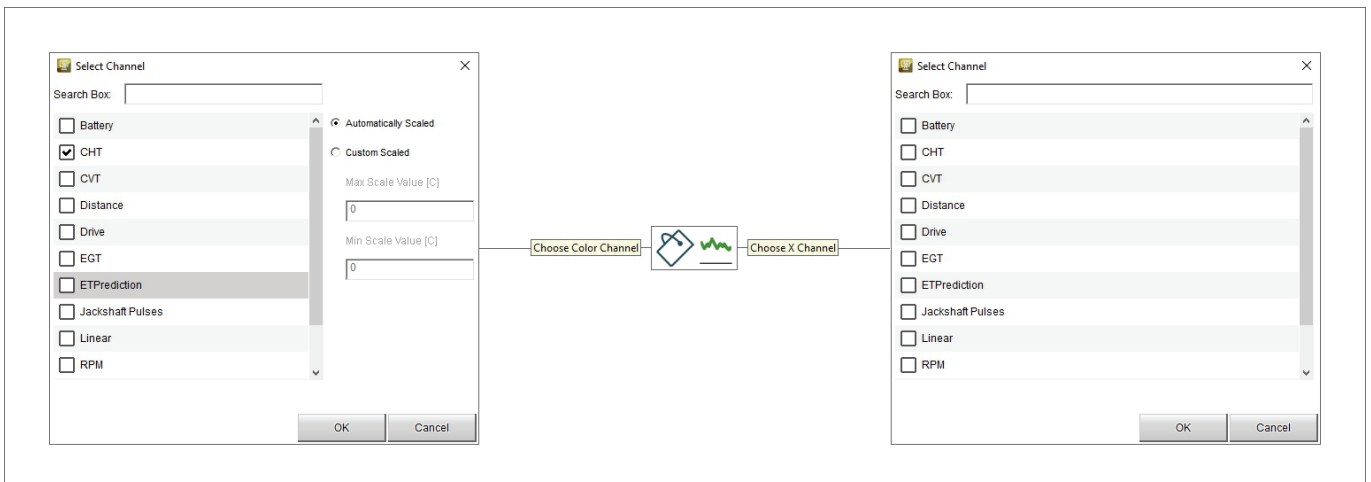 Select Channel
Search Box:
Battery
CHT
CVT
Distance
Drive
EGT
ETPrediction
Jackshaft Pulses
Linear
RPM
Automatically Scaled
Custom Scaled
Max Scale Value [C]
0
Min Scale Value [C]
0
OK Cancel
Choose Color Channel
Choose X Channel
Select Channel
Search Box:
Battery
CHT
CVT
Distance
Drive
EGT
ETPrediction
Jackshaft Pulses
Linear
RPM
OK Cancel